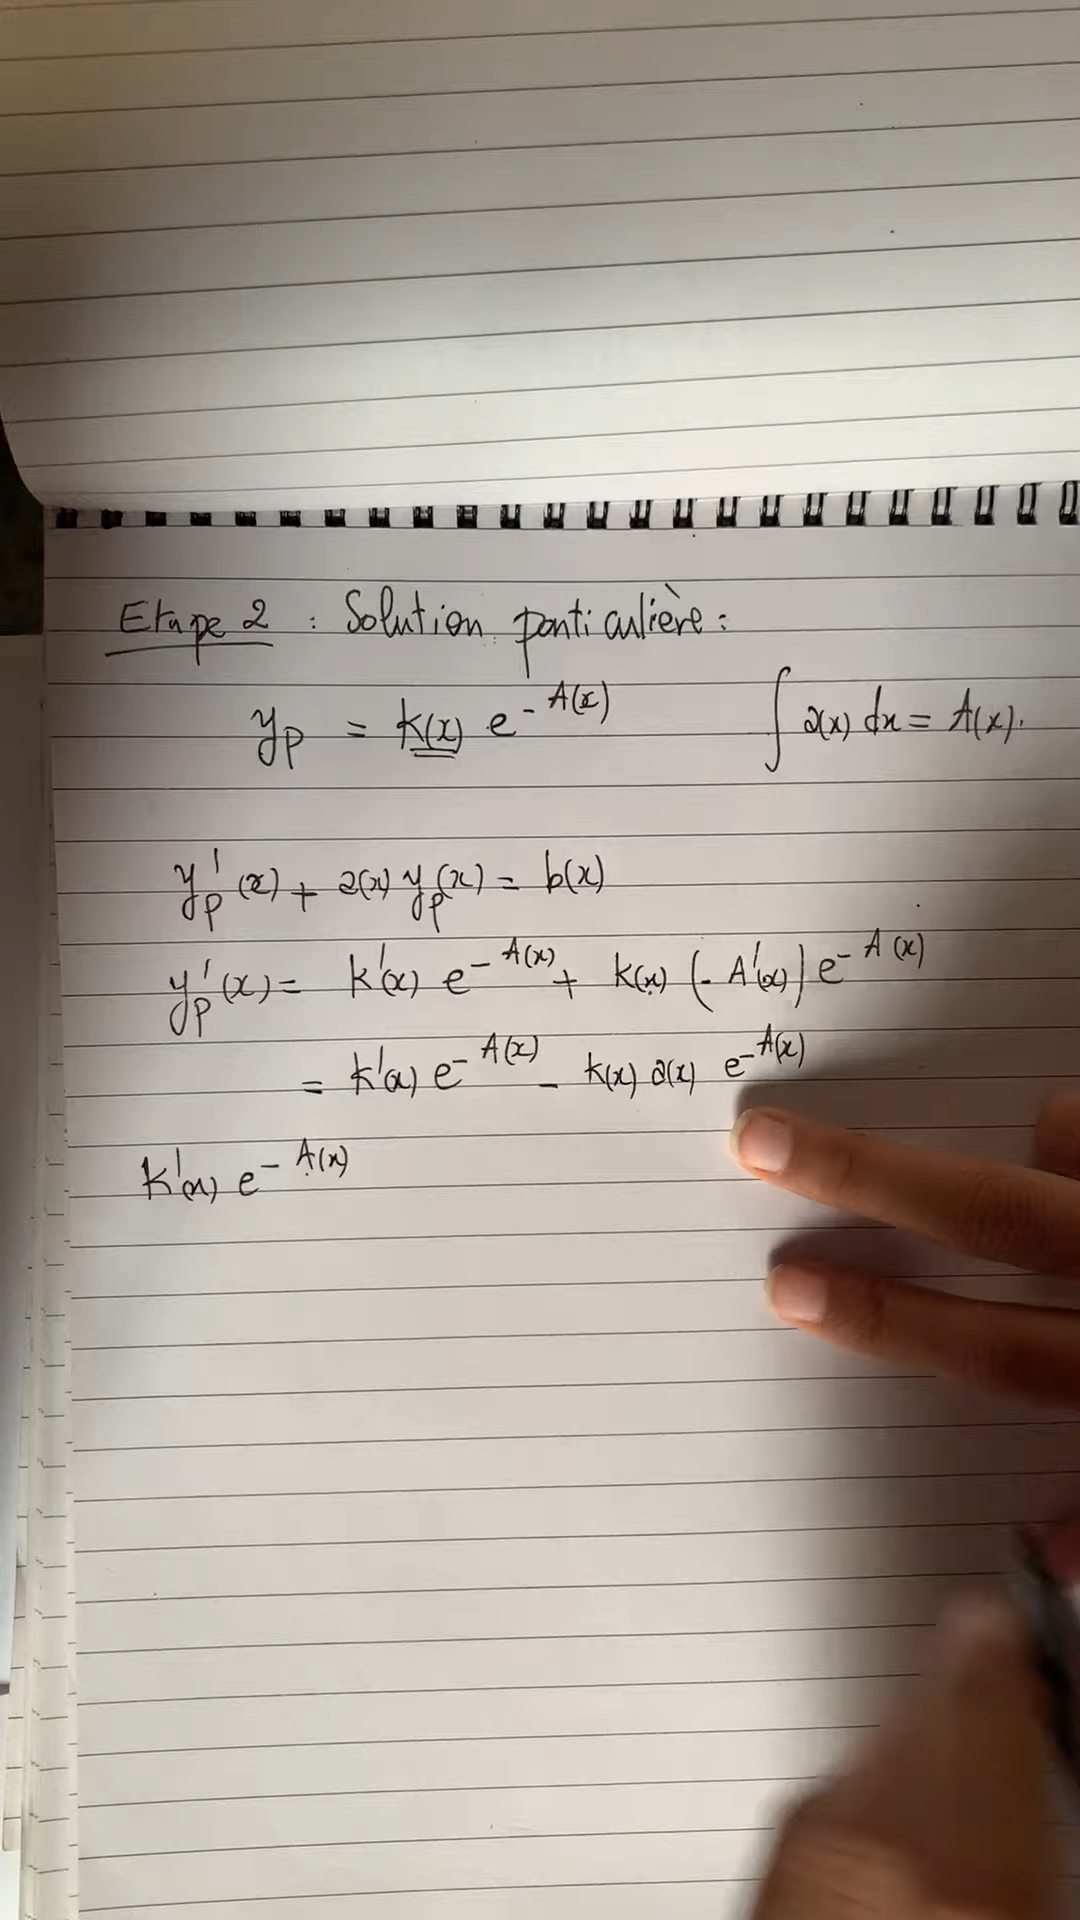 Etape 2 : Solution particulière :
yp = k(x) e^-A(x) ∫ a(x) dx = A(x).
yp'(x) + a(x) yp(x) = b(x)
yp'(x) = k'(x) e^-A(x) + k(x) (-A'(x)) e^-A(x)
= k'(x) e^-A(x) - k(x) a(x) e^-A(x)
k'(x) e^-A(x)